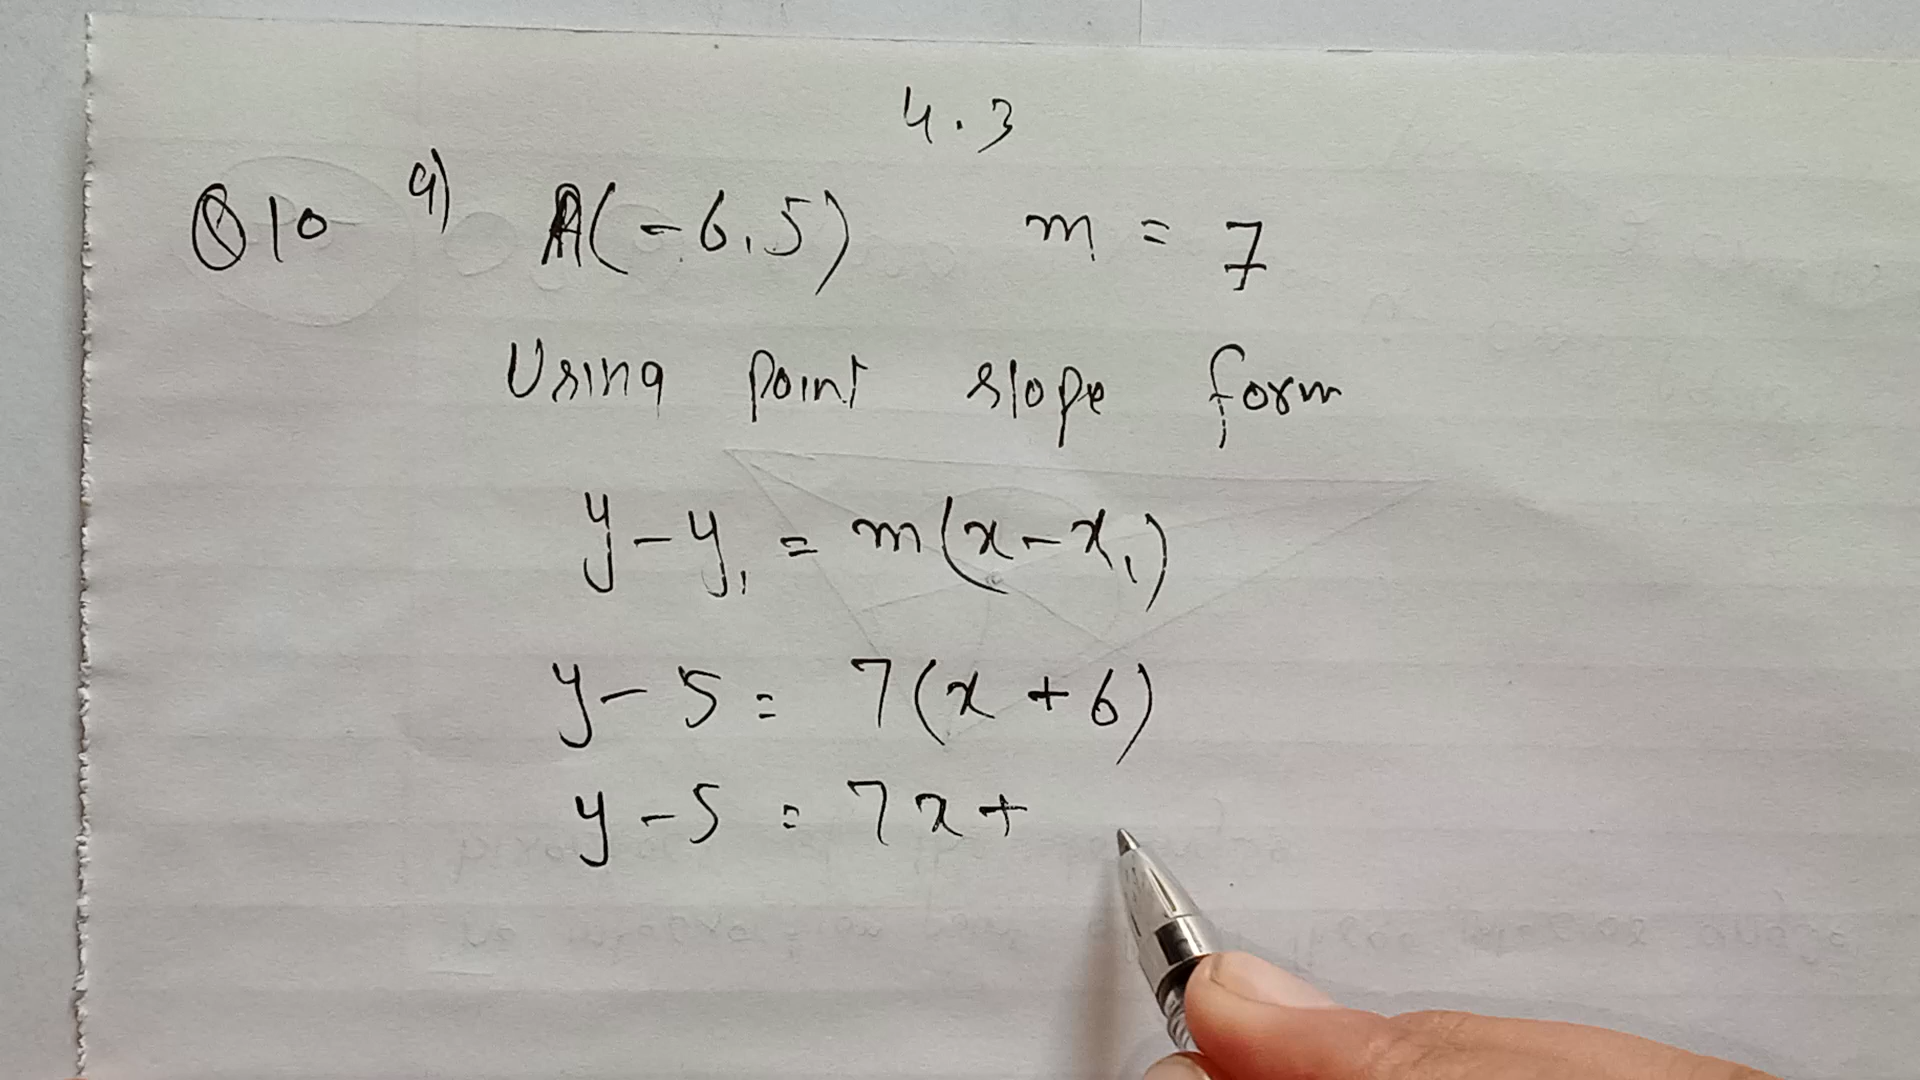 4.3
Q10 a) A(-6,5) m = 7
Using point slope form
y-y₁ = m(x-x₁)
y-5 = 7(x+6)
y-5 = 7x+